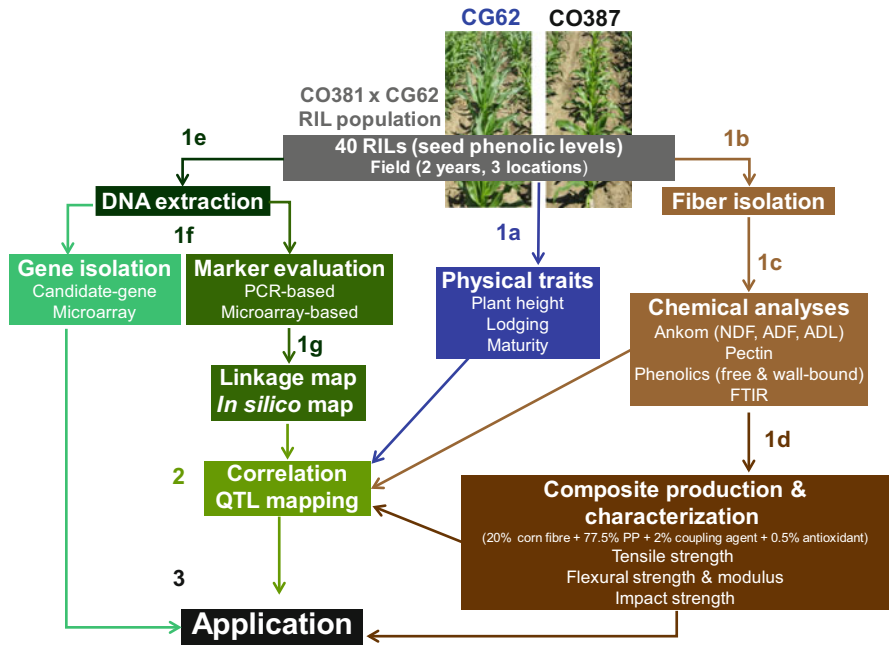 CG62
CO387
CO381 x CG62
RIL population
40 RILs (seed phenolic levels)
Field (2 years, 3 locations)
1e
1b
DNA extraction
Fiber isolation
1a
1f
1c
Gene isolation
Candidate-gene
Microarray
Marker evaluation
PCR-based
Microarray-based
Physical traits
Plant height
Lodging
Maturity
Chemical analyses
Ankom (NDF, ADF, ADL)
Pectin
Phenolics (free & wall-bound)
FTIR
1g
Linkage map
In silico map
1d
2
Correlation
QTL mapping
Composite production &
characterization
(20% corn fibre + 77.5% PP + 2% coupling agent + 0.5% antioxidant)
Tensile strength
Flexural strength & modulus
Impact strength
3
Application